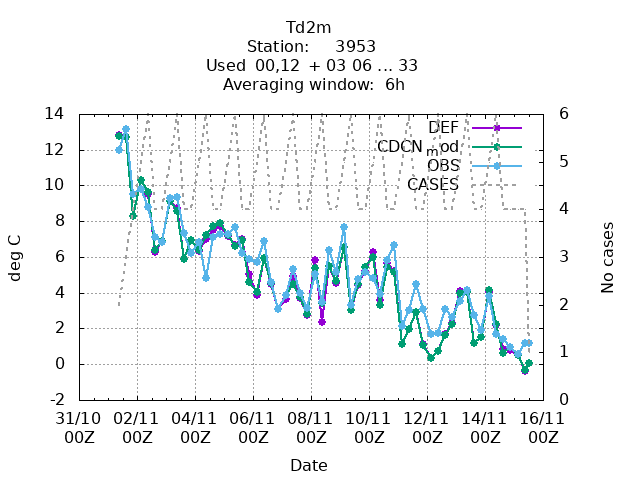 Td2m
Station: 3953
Used 00,12 + 03 06 ... 33
Averaging window: 6h
14
12
10
8
6
4
2
0
-2
deg C
DEF
CDCN mod
OBS
CASES
6
5
4
3
2
1
0
No cases
31/10 02/11 04/11 06/11 08/11 10/11 12/11 14/11 16/11
00Z 00Z 00Z 00Z 00Z 00Z 00Z 00Z 00Z
Date